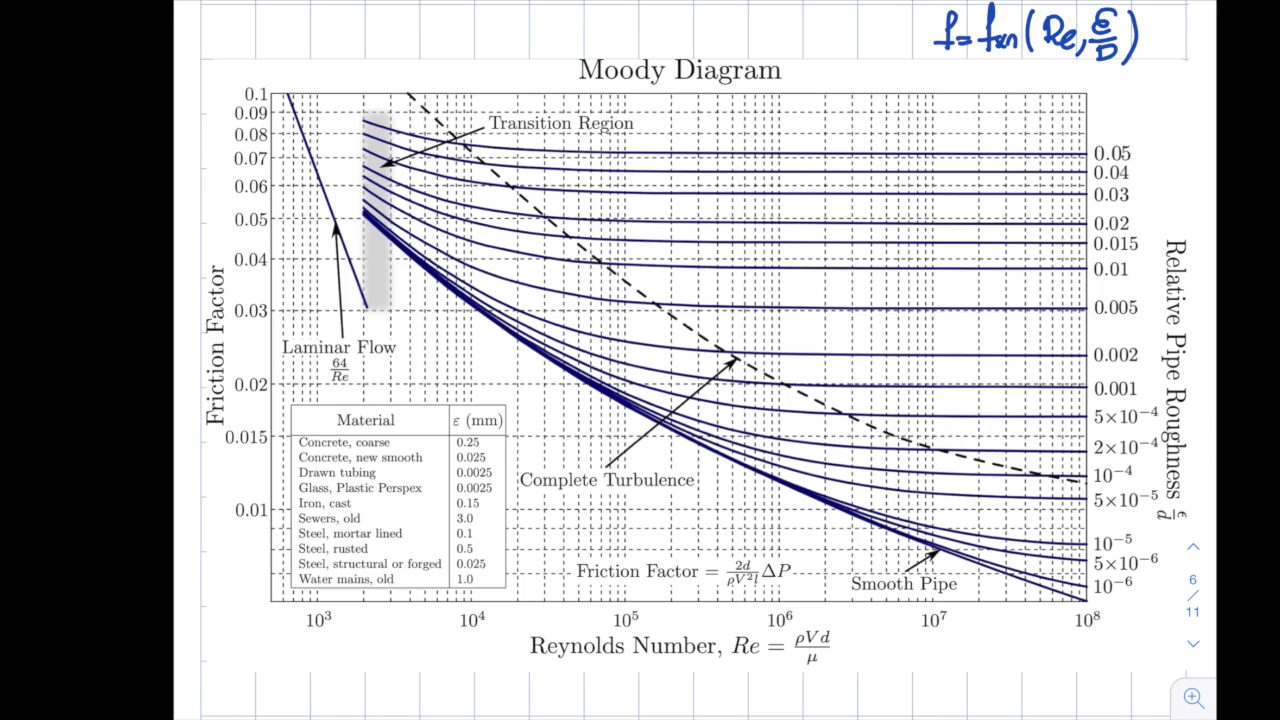 f = fxn (Re, ε/D)
Moody Diagram
0.1
0.09
0.08
0.07
0.06
0.05
0.04
0.03
0.02
0.015
0.01
Friction Factor
Transition Region
Laminar Flow
64/Re
Complete Turbulence
Smooth Pipe
Friction Factor = 2d/ρV²l ΔP
Material ε (mm)
Concrete, coarse 0.25
Concrete, new smooth 0.025
Drawn tubing 0.0025
Glass, Plastic Perspex 0.0025
Iron, cast 0.15
Sewers, old 3.0
Steel, mortar lined 0.1
Steel, rusted 0.5
Steel, structural or forged 0.025
Water mains, old 1.0
0.05
0.04
0.03
0.02
0.015
0.01
0.005
0.002
0.001
5×10⁻⁴
2×10⁻⁴
10⁻⁴
5×10⁻⁵
10⁻⁵
5×10⁻⁶
10⁻⁶
Relative Pipe Roughness ϵ/d
10³ 10⁴ 10⁵ 10⁶ 10⁷ 10⁸
Reynolds Number, Re = ρVd/μ
6
/
11